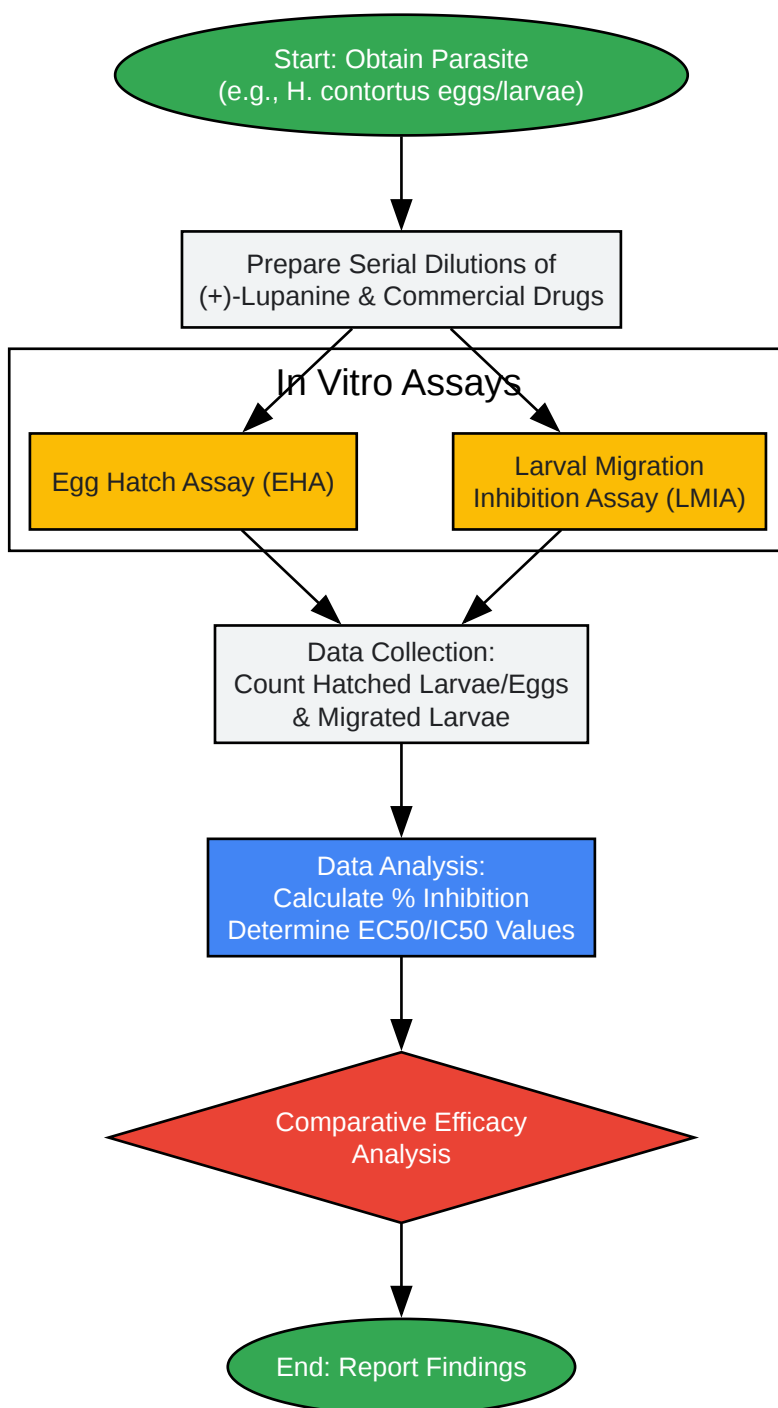 Start: Obtain Parasite
(e.g., H. contortus eggs/larvae)
Prepare Serial Dilutions of
(+)-Lupanine & Commercial Drugs
In Vitro Assays
Egg Hatch Assay (EHA)
Larval Migration
Inhibition Assay (LMIA)
Data Collection:
Count Hatched Larvae/Eggs
& Migrated Larvae
Data Analysis:
Calculate % Inhibition
Determine EC50/IC50 Values
Comparative Efficacy
Analysis
End: Report Findings